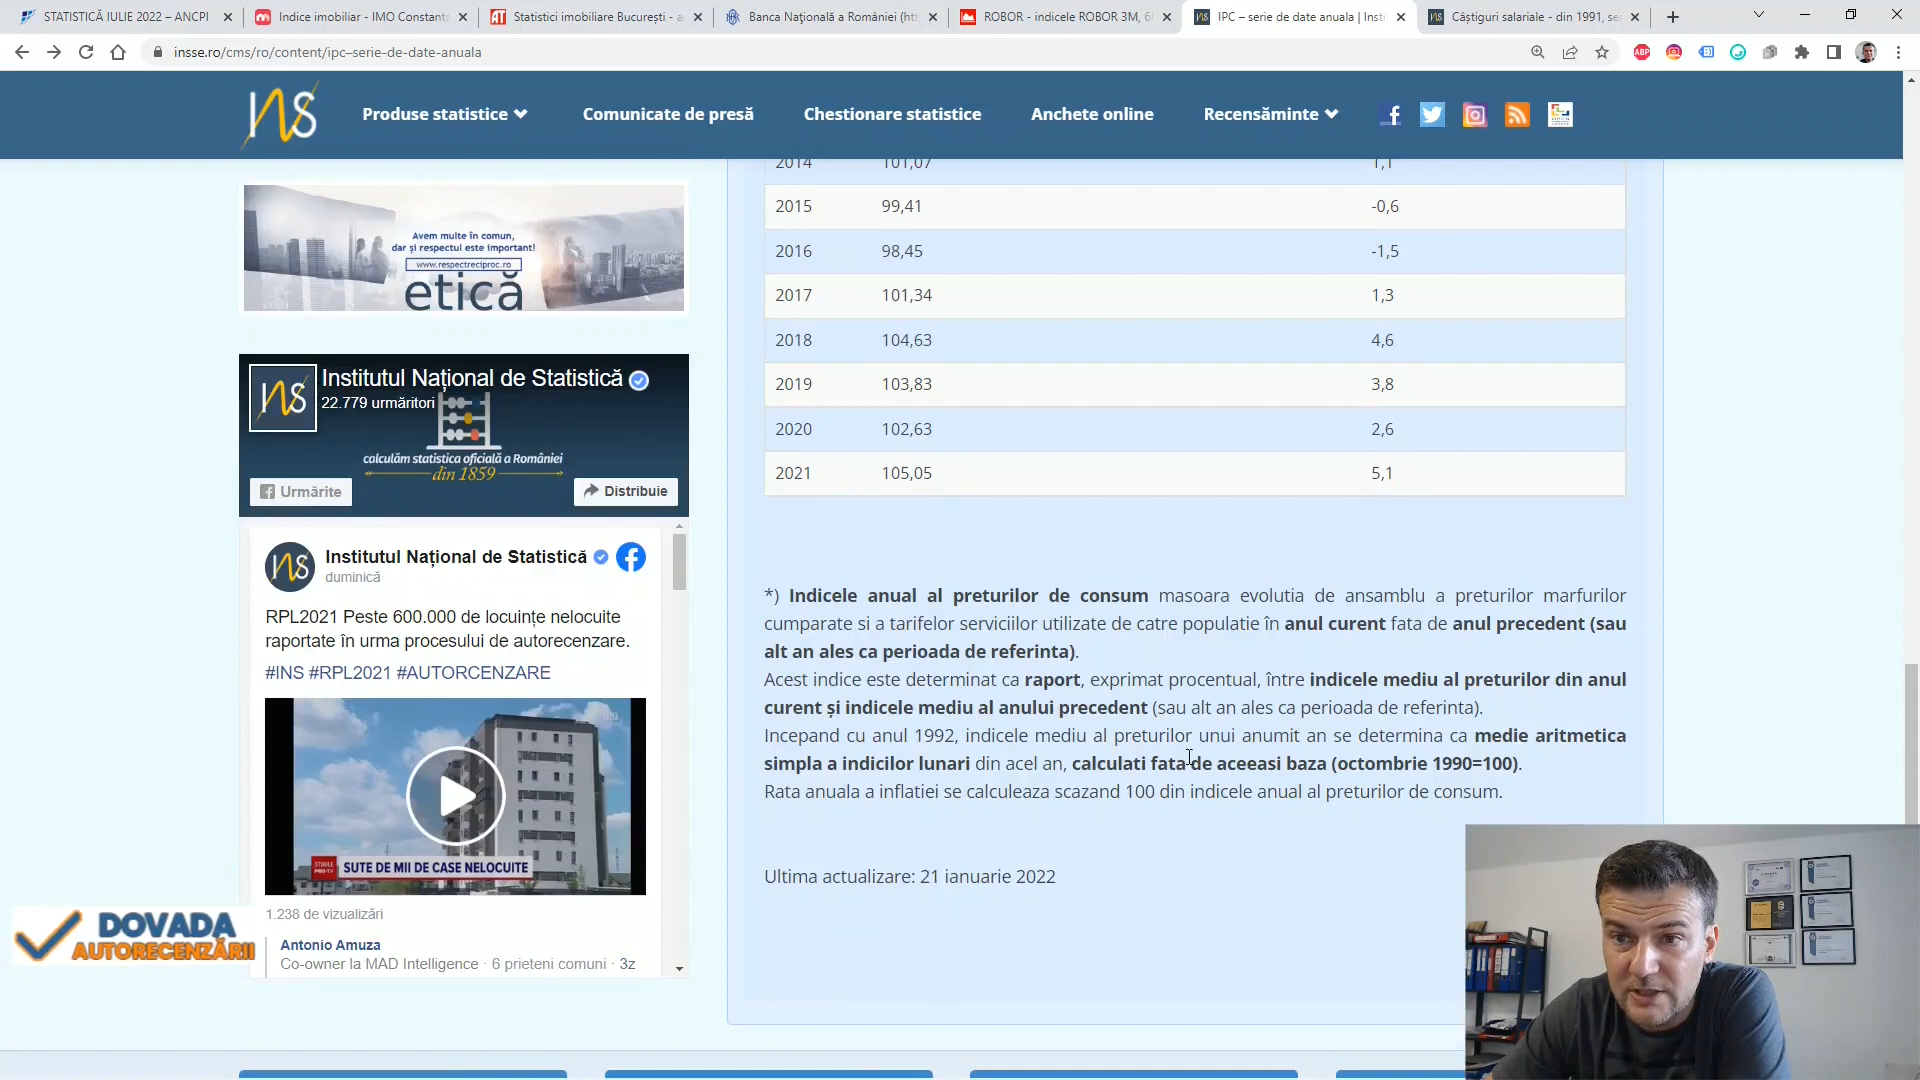 STATISTICĂ IULIE 2022 – ANCPI
Indice imobiliar - IMO Constanta
Statistici imobiliare București -
Banca Naţională a României (htt
ROBOR - indicele ROBOR 3M, 6
IPC – serie de date anuala | Inst
Câștiguri salariale - din 1991, se
insse.ro/cms/ro/content/ipc–serie-de-date-anuala
ABP
INS
Produse statistice
Comunicate de presă
Chestionare statistice
Anchete online
Recensăminte
2014 101,07 1,1
2015 99,41 -0,6
2016 98,45 -1,5
2017 101,34 1,3
2018 104,63 4,6
2019 103,83 3,8
2020 102,63 2,6
2021 105,05 5,1
*) Indicele anual al preturilor de consum masoara evolutia de ansamblu a preturilor marfurilor
cumparate si a tarifelor serviciilor utilizate de catre populatie în anul curent fata de anul precedent (sau
alt an ales ca perioada de referinta).
Acest indice este determinat ca raport, exprimat procentual, între indicele mediu al preturilor din anul
curent și indicele mediu al anului precedent (sau alt an ales ca perioada de referinta).
Incepand cu anul 1992, indicele mediu al preturilor unui anumit an se determina ca medie aritmetica
simpla a indicilor lunari din acel an, calculati fata de aceeasi baza (octombrie 1990=100).
Rata anuala a inflatiei se calculeaza scazand 100 din indicele anual al preturilor de consum.
Ultima actualizare: 21 ianuarie 2022
Avem multe în comun,
dar și respectul este important!
www.respectreciproc.ro
etică
INS
Institutul Național de Statistică
22.779 urmăritori
calculăm statistica oficială a României
din 1859
Urmărite
Distribuie
INS
Institutul Național de Statistică
duminică
RPL2021 Peste 600.000 de locuințe nelocuite
raportate în urma procesului de autorecenzare.
#INS #RPL2021 #AUTORCENZARE
ȘTIRILE
PRO•TV
SUTE DE MII DE CASE NELOCUITE
1.238 de vizualizări
Antonio Amuza
Co-owner la MAD Intelligence · 6 prieteni comuni · 3z
DOVADA
AUTORECENZĂRII